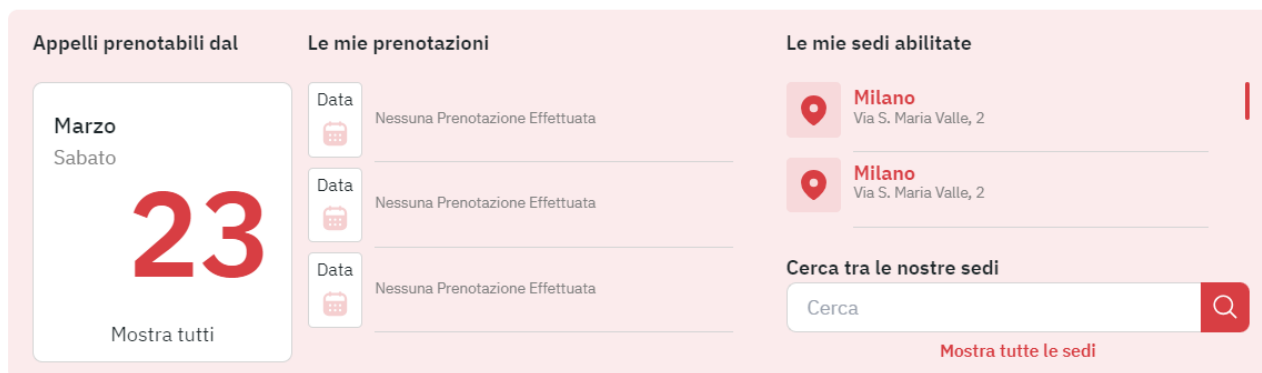 Appelli prenotabili dal
Marzo
Sabato
23
Mostra tutti
Le mie prenotazioni
Data
Nessuna Prenotazione Effettuata
Data
Nessuna Prenotazione Effettuata
Data
Nessuna Prenotazione Effettuata
Le mie sedi abilitate
Milano
Via S. Maria Valle, 2
Milano
Via S. Maria Valle, 2
Cerca tra le nostre sedi
Cerca
Mostra tutte le sedi